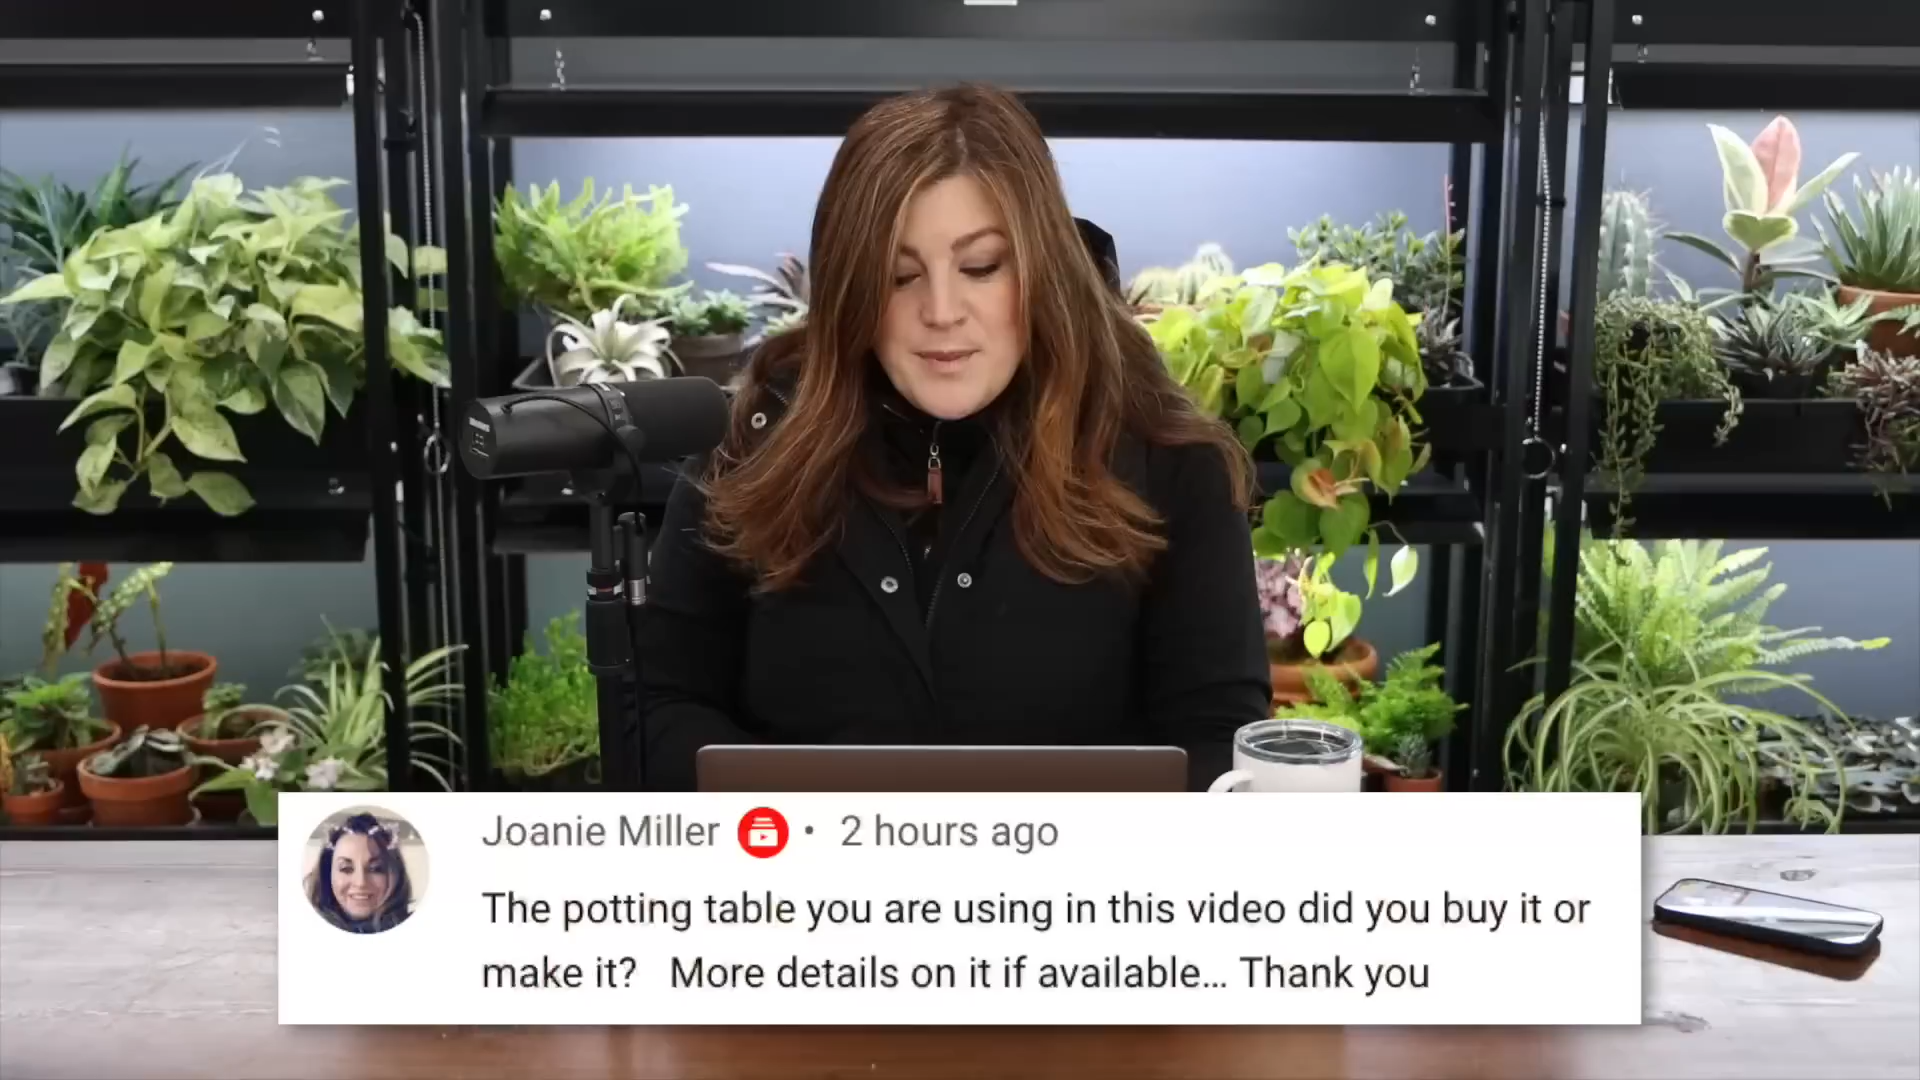 Joanie Miller • 2 hours ago
The potting table you are using in this video did you buy it or
make it? More details on it if available... Thank you